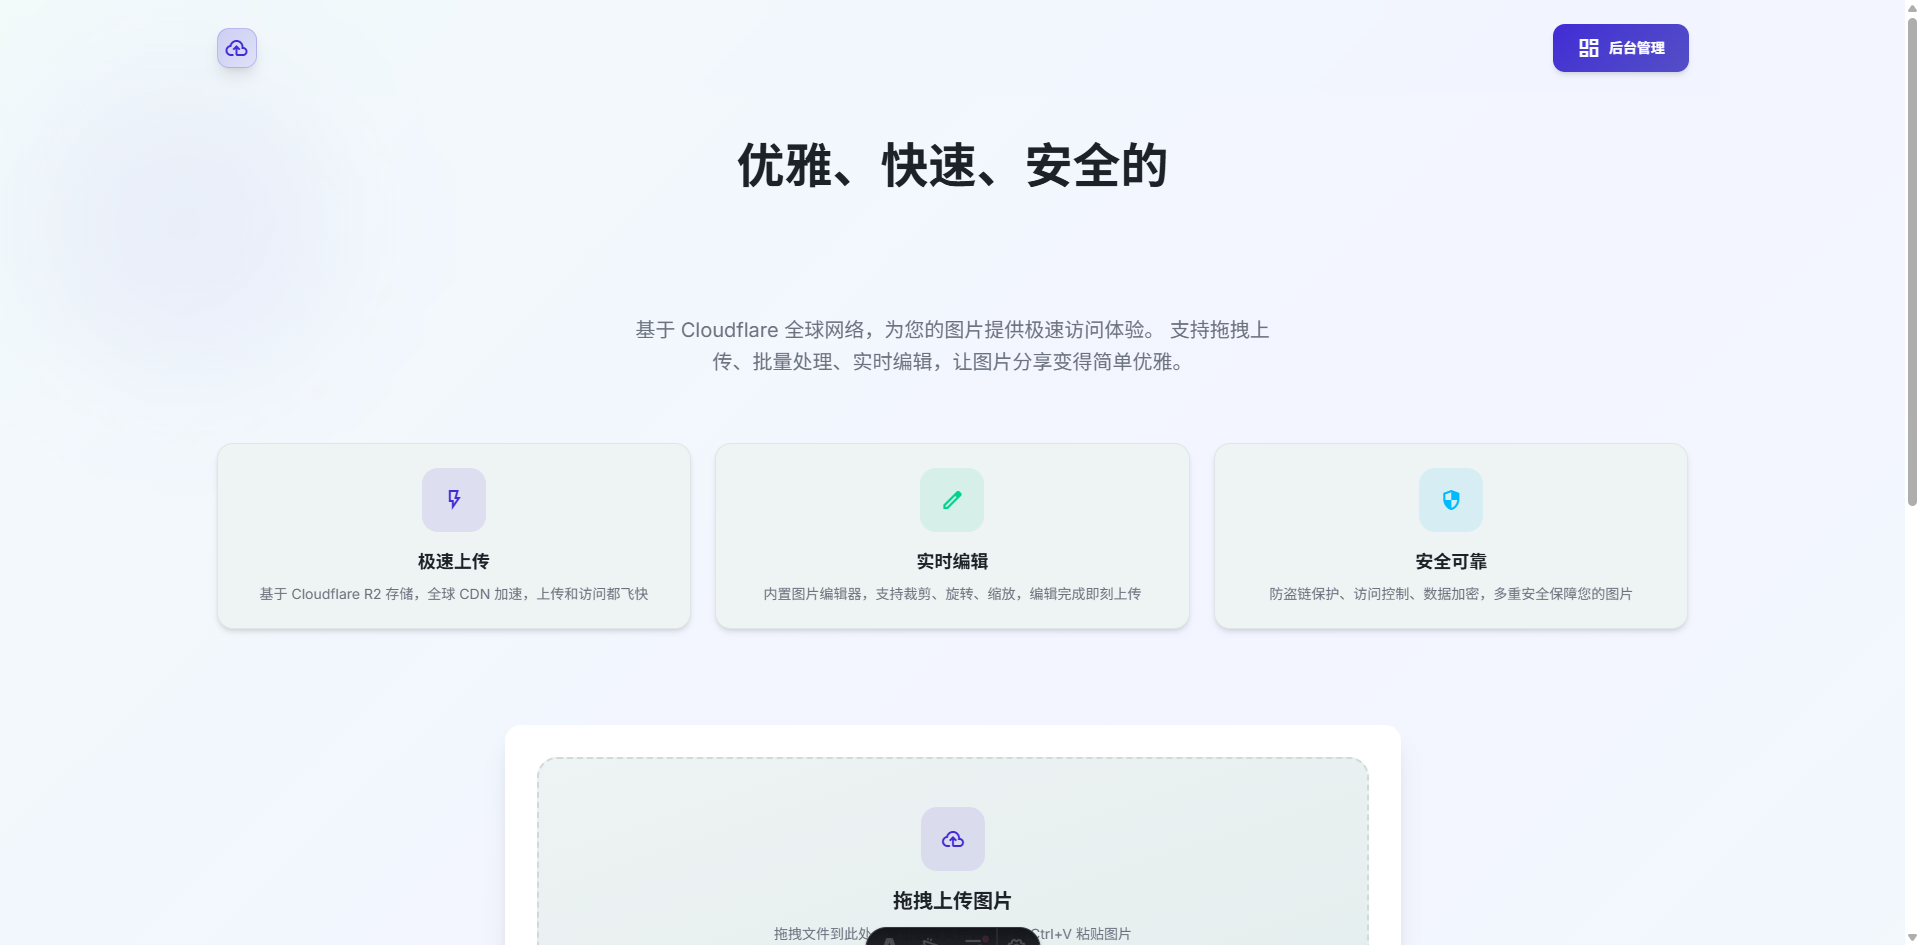 后台管理
优雅、快速、安全的
基于 Cloudflare 全球网络，为您的图片提供极速访问体验。 支持拖拽上
传、批量处理、实时编辑，让图片分享变得简单优雅。
极速上传
基于 Cloudflare R2 存储，全球 CDN 加速，上传和访问都飞快
实时编辑
内置图片编辑器，支持裁剪、旋转、缩放，编辑完成即刻上传
安全可靠
防盗链保护、访问控制、数据加密，多重安全保障您的图片
拖拽上传图片
拖拽文件到此处 Ctrl+V 粘贴图片